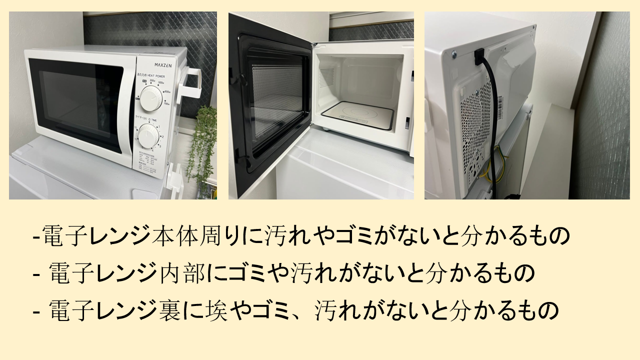 MAXZEN
-電子レンジ本体周りに汚れやゴミがないと分かるもの
- 電子レンジ内部にゴミや汚れがないと分かるもの
- 電子レンジ裏に埃やゴミ、汚れがないと分かるもの